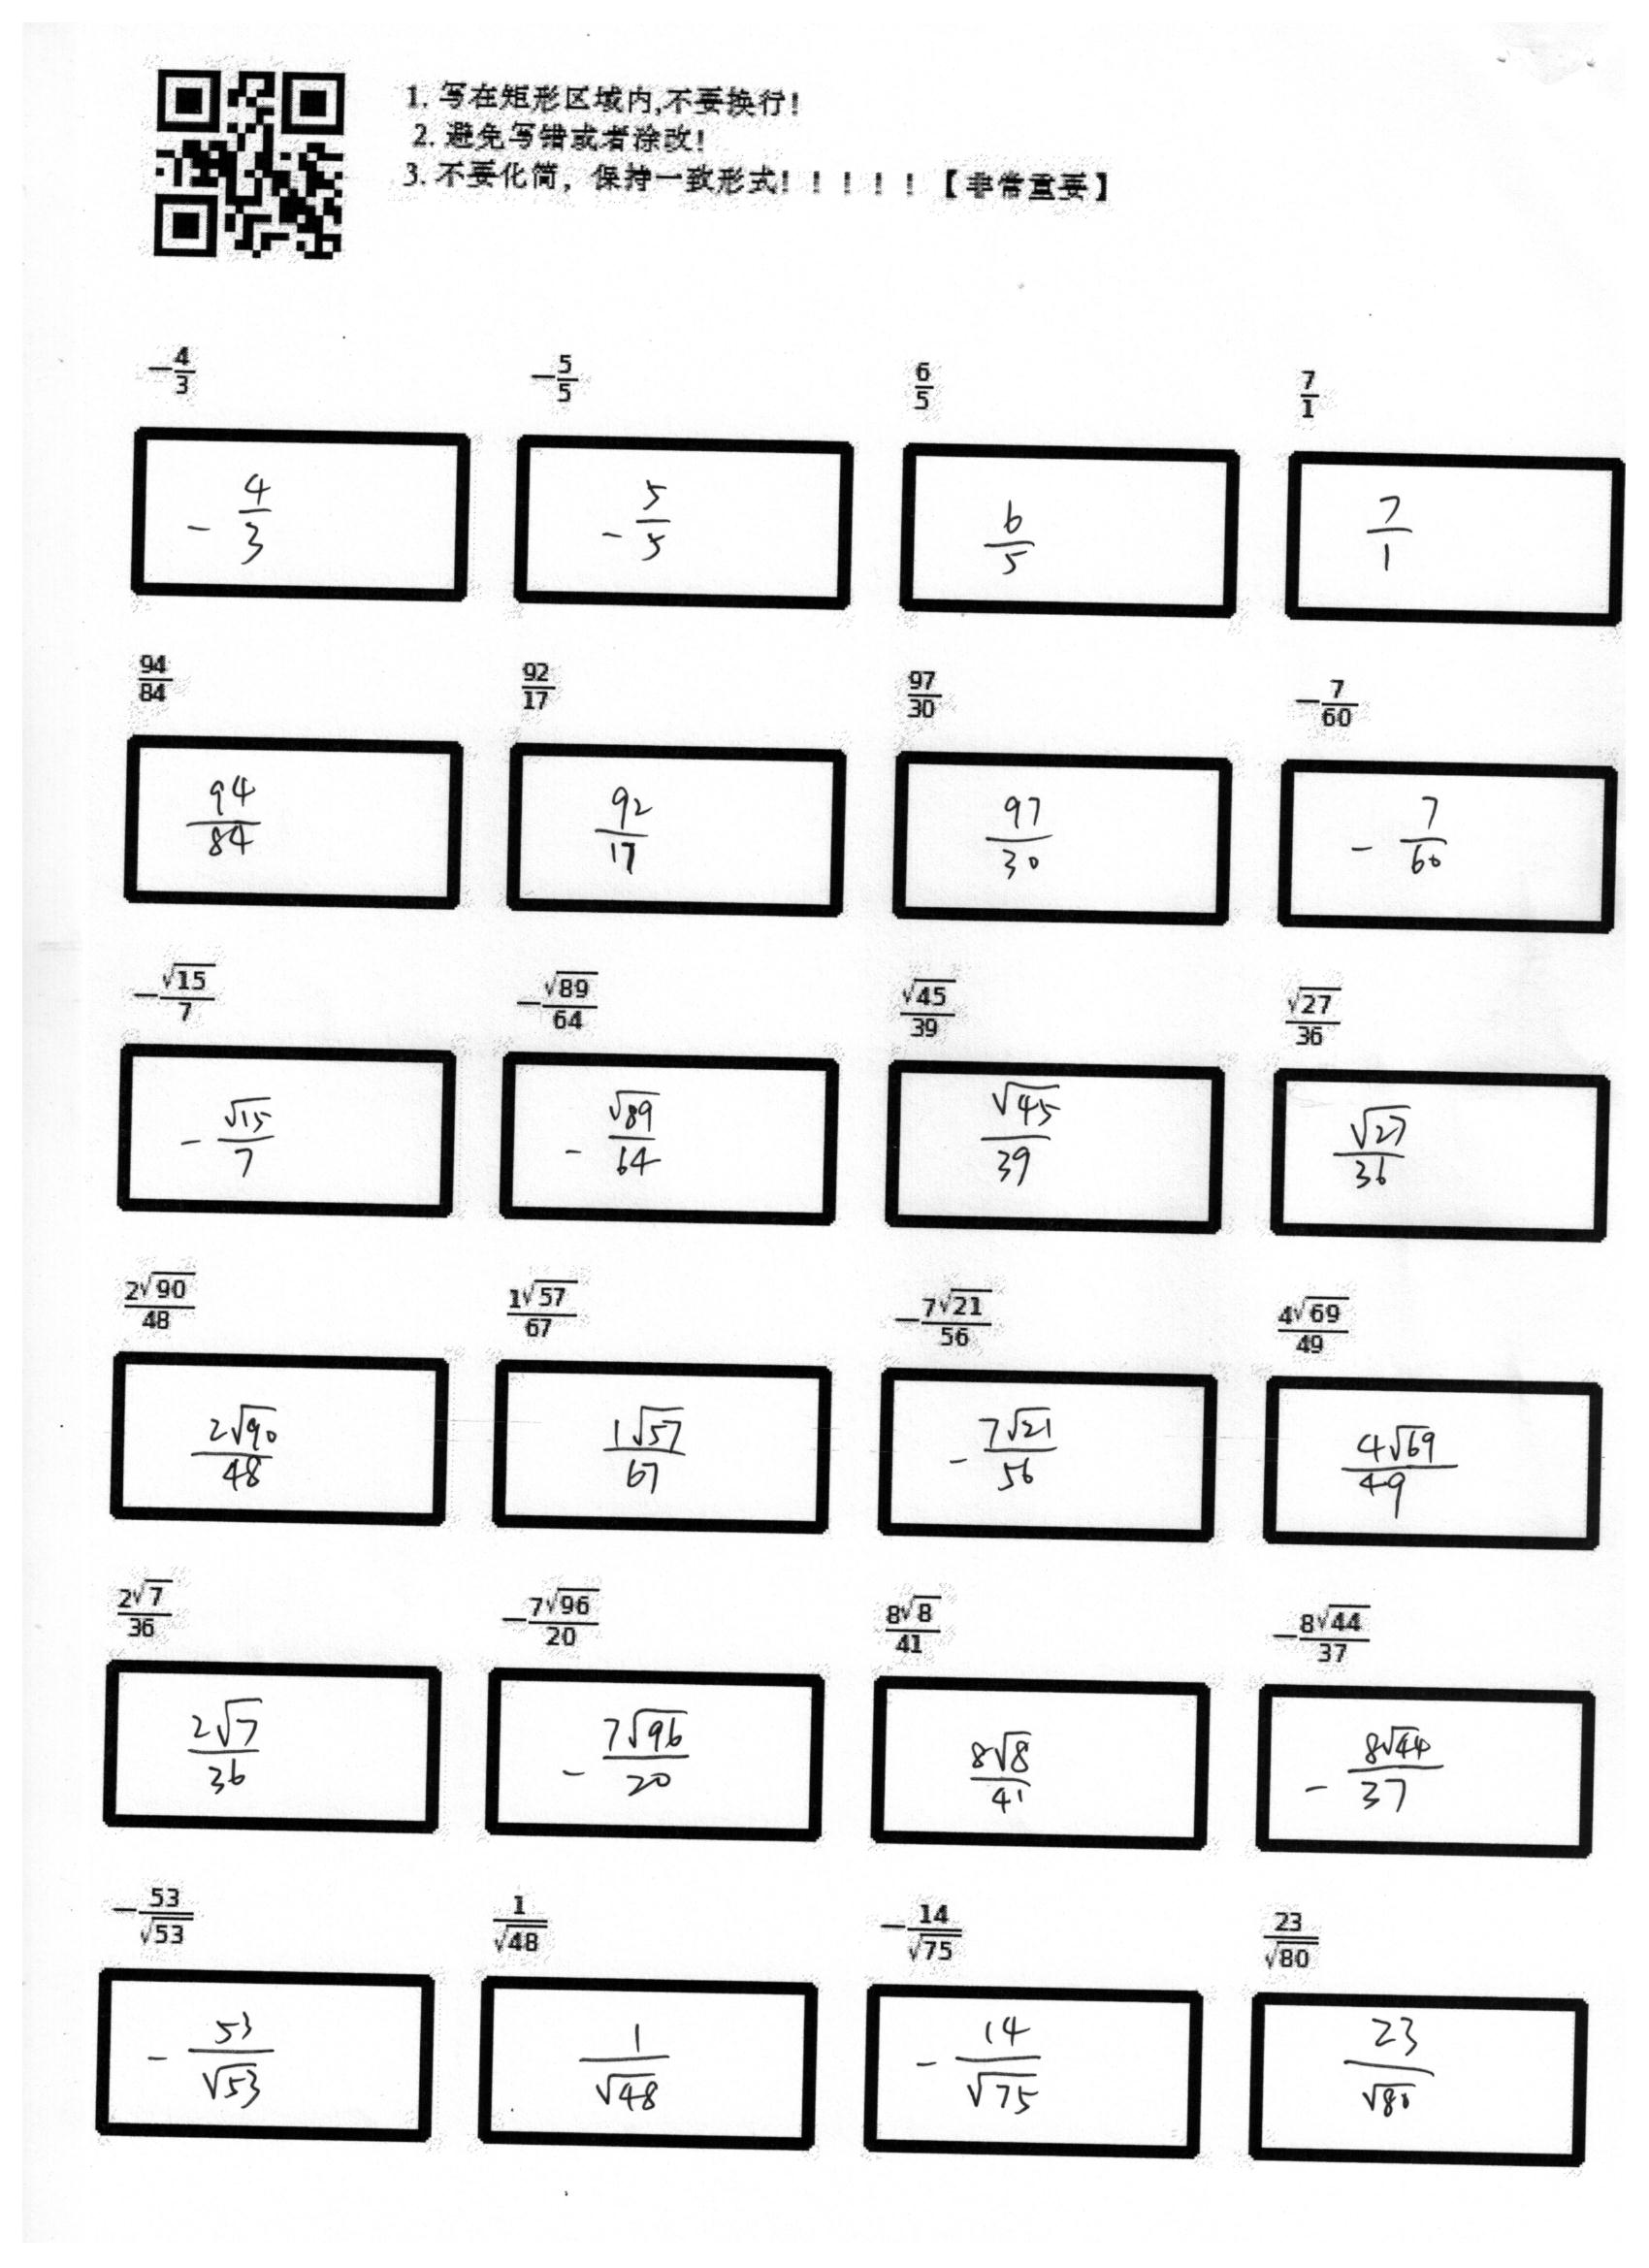 1. 写在矩形区域内,不要换行!
2. 避免写错或者涂改!
3. 不要化简，保持一致形式! ! ! ! ! 【非常重要】
$-\frac{4}{3}$ $-\frac{5}{5}$ $\frac{6}{5}$ $\frac{7}{1}$
$-\frac{4}{3}$ $-\frac{5}{5}$ $\frac{6}{5}$ $\frac{7}{1}$
$\frac{94}{84}$ $\frac{92}{17}$ $\frac{97}{30}$ $-\frac{7}{60}$
$\frac{94}{84}$ $\frac{92}{17}$ $\frac{97}{30}$ $-\frac{7}{60}$
$-\frac{\sqrt{15}}{7}$ $-\frac{\sqrt{89}}{64}$ $\frac{\sqrt{45}}{39}$ $\frac{\sqrt{27}}{36}$
$-\frac{\sqrt{15}}{7}$ $-\frac{\sqrt{89}}{64}$ $\frac{\sqrt{45}}{39}$ $\frac{\sqrt{27}}{36}$
$\frac{2\sqrt{90}}{48}$ $\frac{1\sqrt{57}}{67}$ $-\frac{7\sqrt{21}}{56}$ $\frac{4\sqrt{69}}{49}$
$\frac{2\sqrt{90}}{48}$ $\frac{1\sqrt{57}}{67}$ $-\frac{7\sqrt{21}}{56}$ $\frac{4\sqrt{69}}{49}$
$\frac{2\sqrt{7}}{36}$ $-\frac{7\sqrt{96}}{20}$ $\frac{8\sqrt{8}}{41}$ $-\frac{8\sqrt{44}}{37}$
$\frac{2\sqrt{7}}{36}$ $-\frac{7\sqrt{96}}{20}$ $\frac{8\sqrt{8}}{41}$ $-\frac{8\sqrt{44}}{37}$
$-\frac{53}{\sqrt{53}}$ $\frac{1}{\sqrt{48}}$ $-\frac{14}{\sqrt{75}}$ $\frac{23}{\sqrt{80}}$
$-\frac{53}{\sqrt{53}}$ $\frac{1}{\sqrt{48}}$ $-\frac{14}{\sqrt{75}}$ $\frac{23}{\sqrt{80}}$